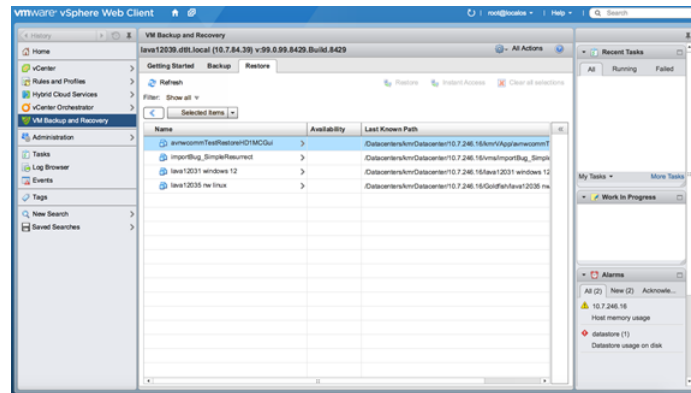 vmware® vSphere Web Client
root@localos
Help
Search
History
Home
vCenter
Rules and Profiles
Hybrid Cloud Services
vCenter Orchestrator
VM Backup and Recovery
Administration
Tasks
Log Browser
Events
Tags
New Search
Saved Searches
VM Backup and Recovery
lava12039.dtlt.local (10.7.84.39) v:99.0.99.8429.Build.8429
All Actions
Getting Started Backup Restore
Refresh
Restore Instant Access Clear all selections
Filter: Show all
Selected Items
Name Availability Last Known Path
avnwcommTestRestoreHD1MCGui /Datacenters/kmrDatacenter/10.7.246.16/kmrVApp/avnwcommT
importBug_SimpleResurrect /Datacenters/kmrDatacenter/10.7.246.16/vms/importBug_Simple
lava12031 windows 12 /Datacenters/kmrDatacenter/10.7.246.16/lava12031 windows 12
lava12035 rw linux /Datacenters/kmrDatacenter/10.7.246.16/Goldfish/lava12035 rw
Recent Tasks
All Running Failed
My Tasks More Tasks
Work In Progress
Alarms
All (2) New (2) Acknowle...
10.7.246.16
Host memory usage
datastore (1)
Datastore usage on disk